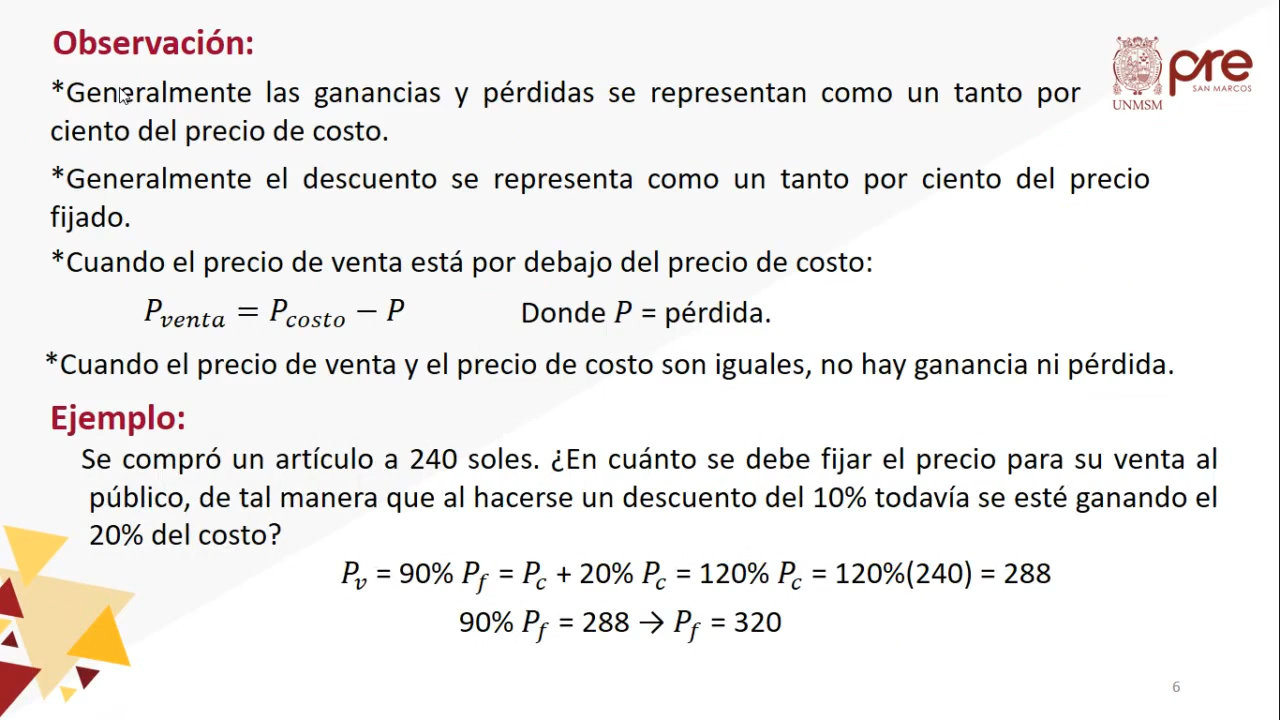 Observación:
*Generalmente las ganancias y pérdidas se representan como un tanto por
ciento del precio de costo.
*Generalmente el descuento se representa como un tanto por ciento del precio
fijado.
*Cuando el precio de venta está por debajo del precio de costo:
P_venta = P_costo − P Donde P = pérdida.
*Cuando el precio de venta y el precio de costo son iguales, no hay ganancia ni pérdida.
Ejemplo:
Se compró un artículo a 240 soles. ¿En cuánto se debe fijar el precio para su venta al
público, de tal manera que al hacerse un descuento del 10% todavía se esté ganando el
20% del costo?
P_v = 90% P_f = P_c + 20% P_c = 120% P_c = 120%(240) = 288
90% P_f = 288 → P_f = 320
UNMSM
pre
SAN MARCOS
6